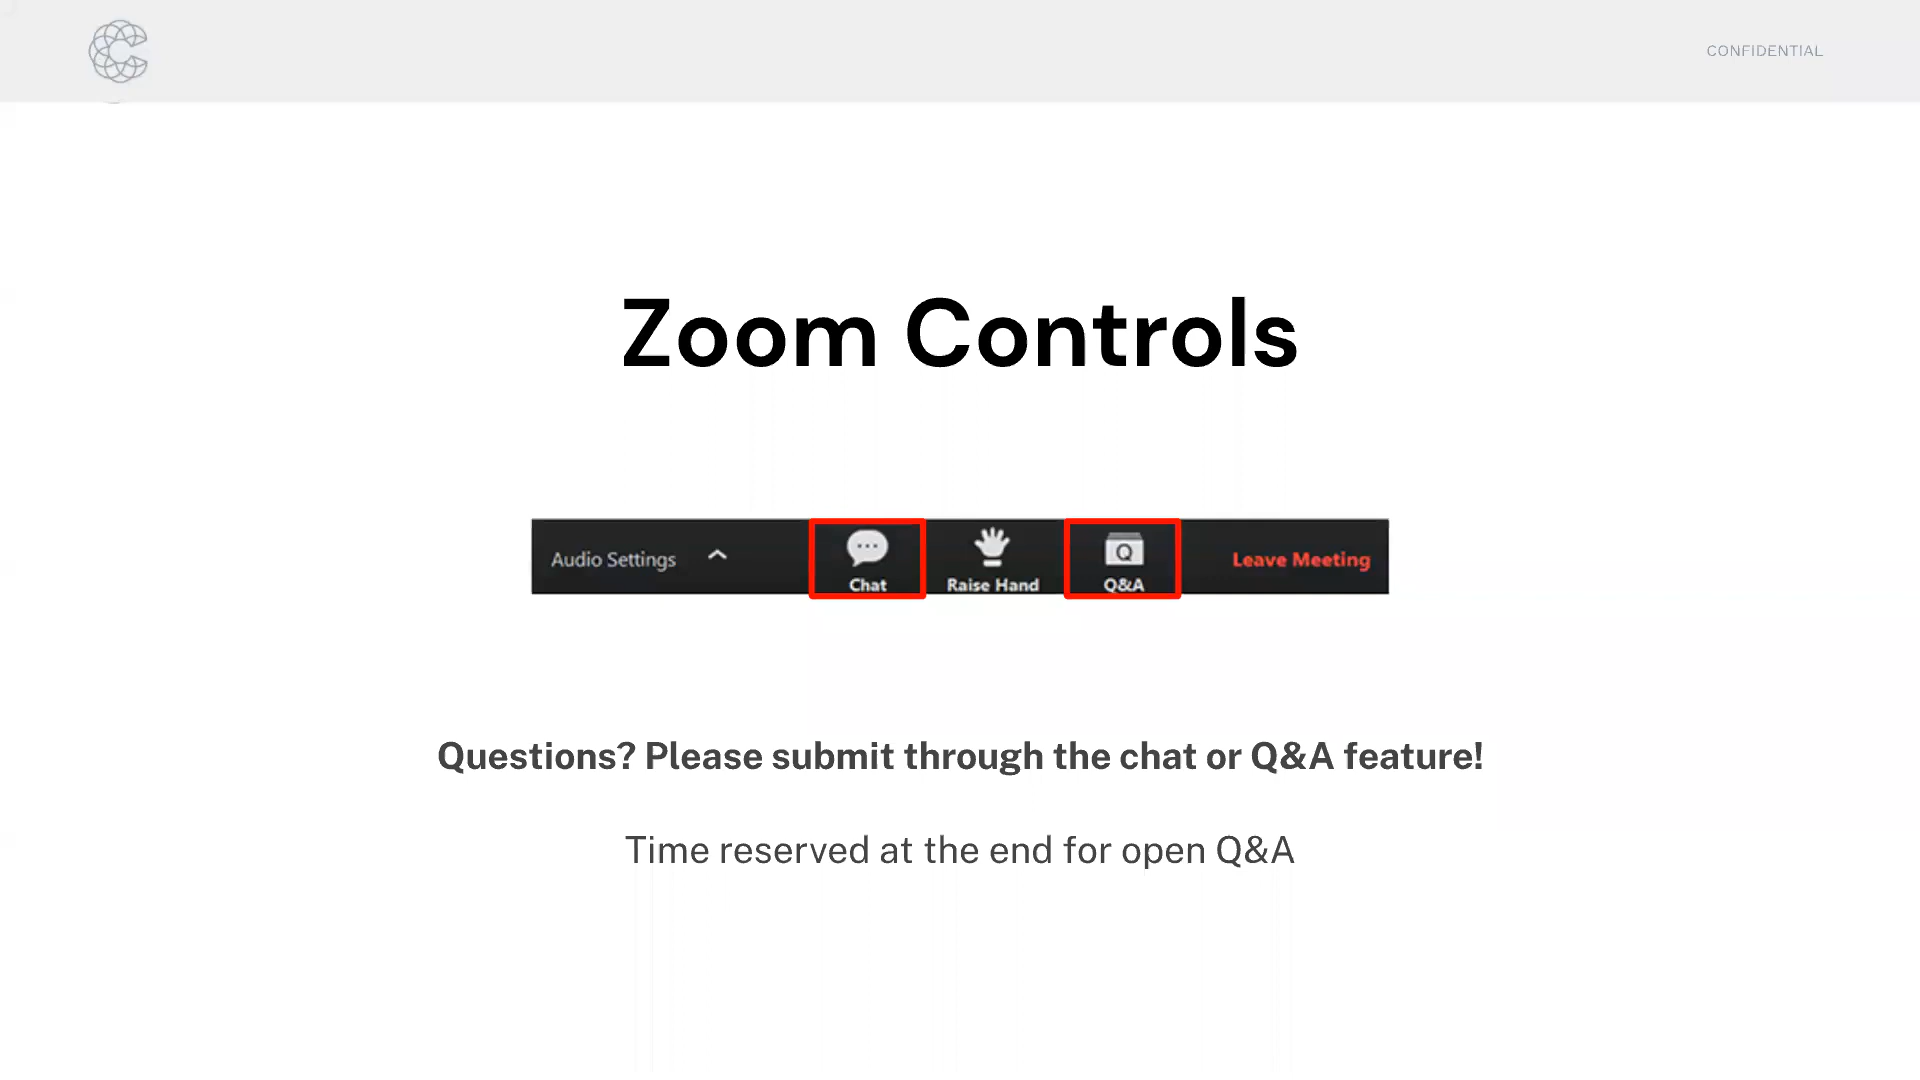 CONFIDENTIAL
Zoom Controls
Audio Settings
Chat
Raise Hand
Q
Q&A
Leave Meeting
Questions? Please submit through the chat or Q&A feature!
Time reserved at the end for open Q&A